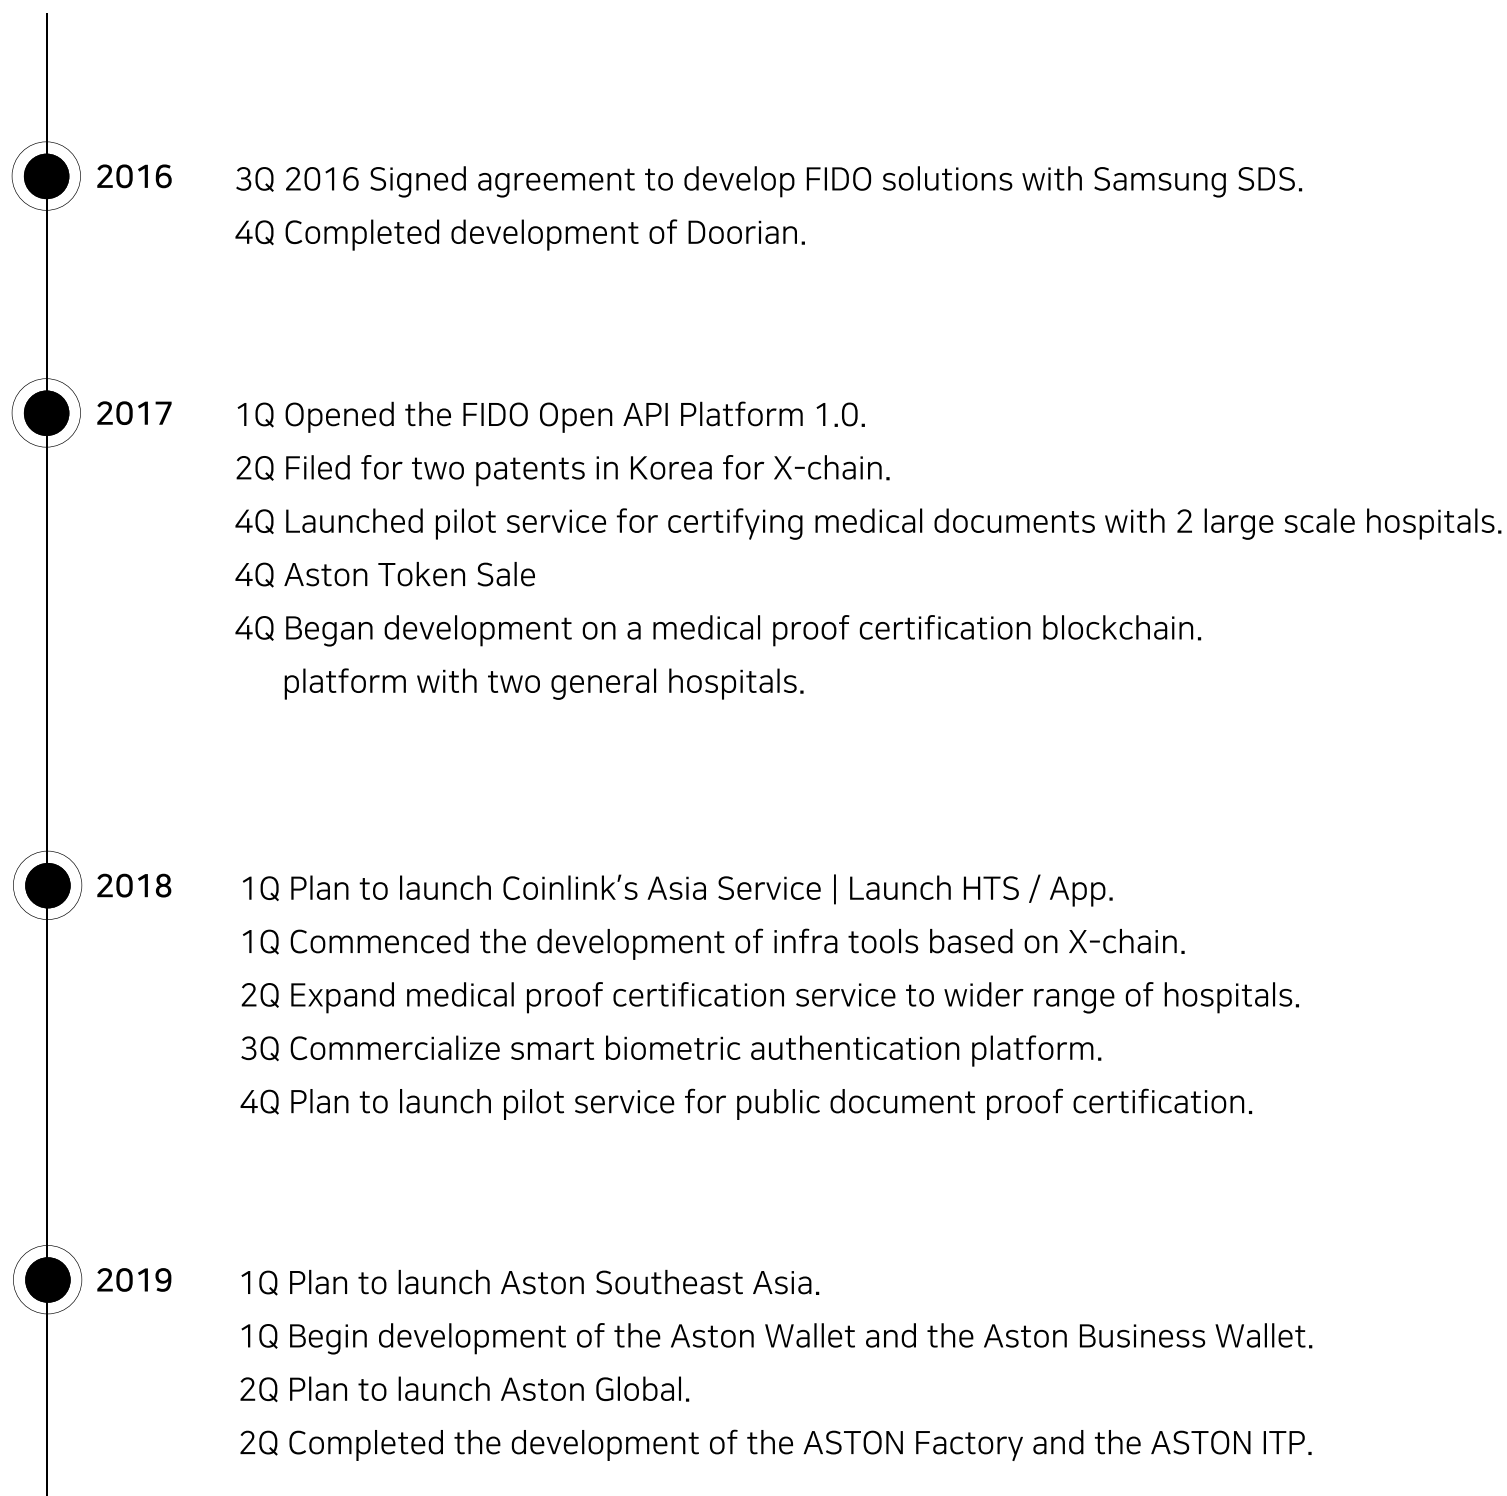 2016 3Q 2016 Signed agreement to develop FIDO solutions with Samsung SDS.
4Q Completed development of Doorian.
2017 1Q Opened the FIDO Open API Platform 1.0.
2Q Filed for two patents in Korea for X-chain.
4Q Launched pilot service for certifying medical documents with 2 large scale hospitals.
4Q Aston Token Sale
4Q Began development on a medical proof certification blockchain.
platform with two general hospitals.
2018 1Q Plan to launch Coinlink's Asia Service | Launch HTS / App.
1Q Commenced the development of infra tools based on X-chain.
2Q Expand medical proof certification service to wider range of hospitals.
3Q Commercialize smart biometric authentication platform.
4Q Plan to launch pilot service for public document proof certification.
2019 1Q Plan to launch Aston Southeast Asia.
1Q Begin development of the Aston Wallet and the Aston Business Wallet.
2Q Plan to launch Aston Global.
2Q Completed the development of the ASTON Factory and the ASTON ITP.